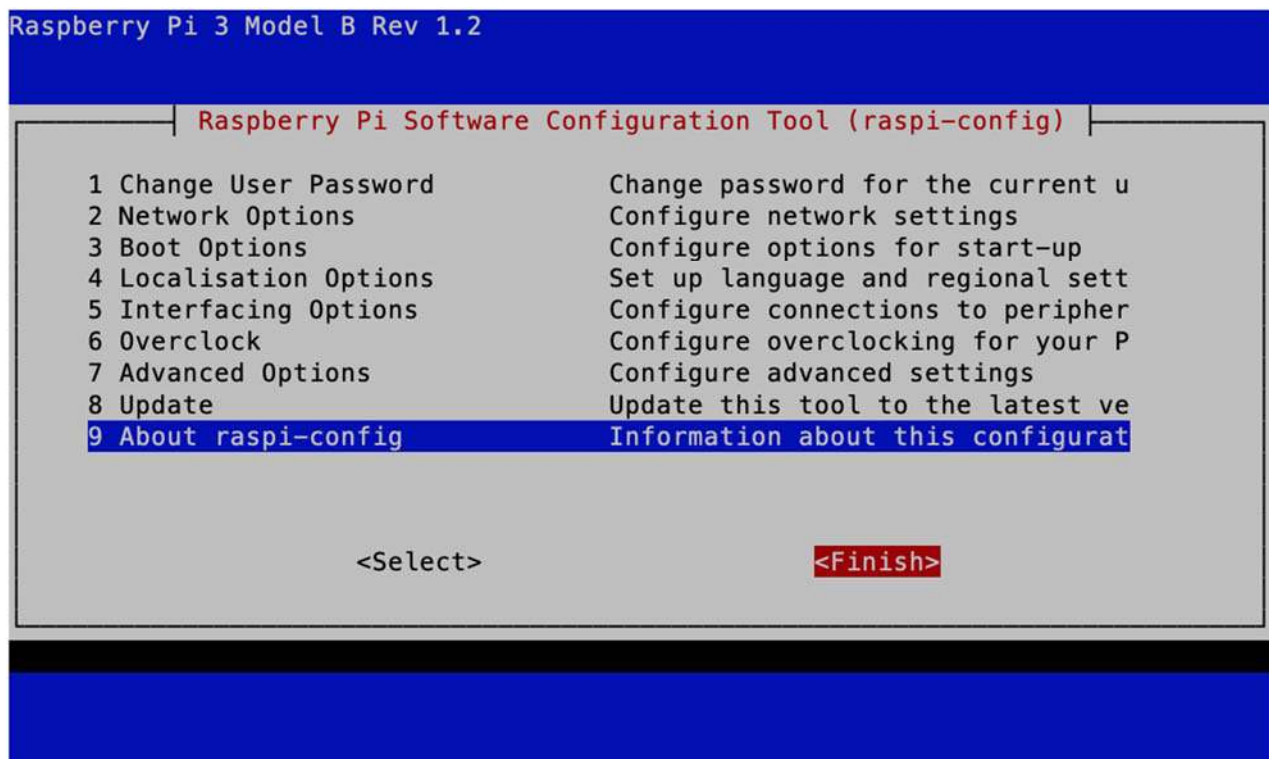 Raspberry Pi 3 Model B Rev 1.2
Raspberry Pi Software Configuration Tool (raspi-config)
1 Change User Password Change password for the current u
2 Network Options Configure network settings
3 Boot Options Configure options for start-up
4 Localisation Options Set up language and regional sett
5 Interfacing Options Configure connections to peripher
6 Overclock Configure overclocking for your P
7 Advanced Options Configure advanced settings
8 Update Update this tool to the latest ve
9 About raspi-config Information about this configurat
<Select> <Finish>